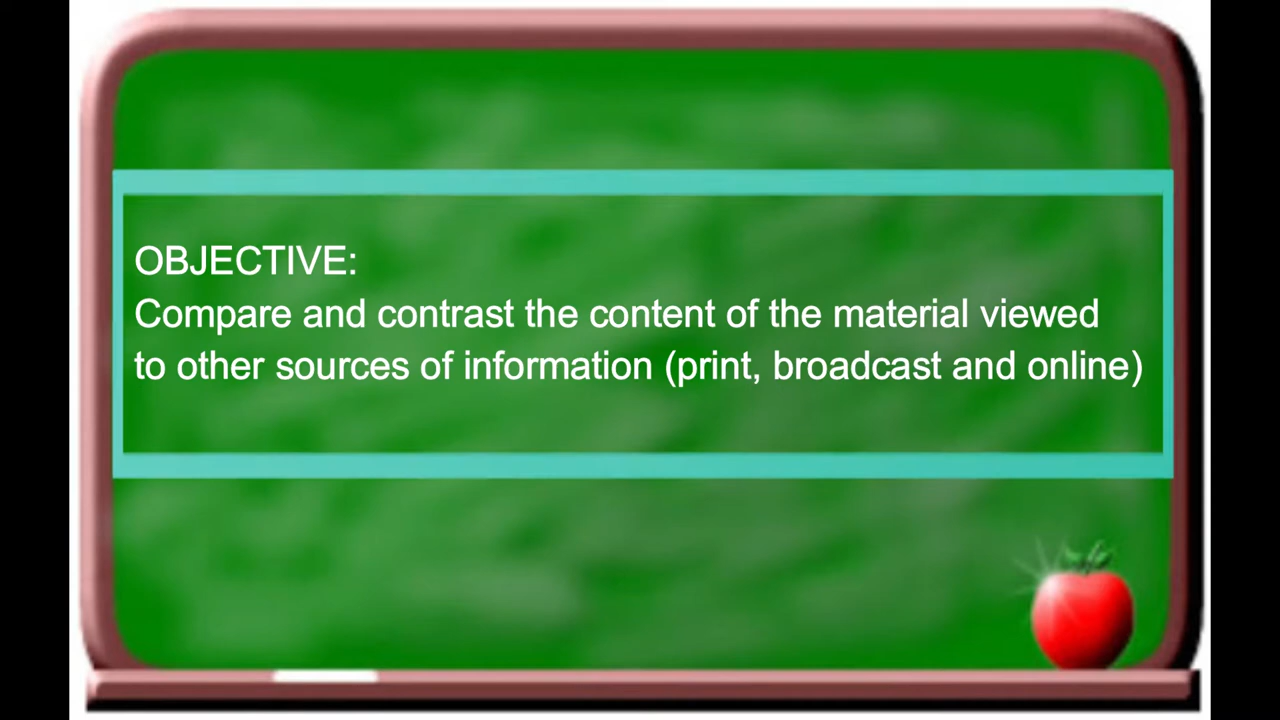 OBJECTIVE:
Compare and contrast the content of the material viewed
to other sources of information (print, broadcast and online)